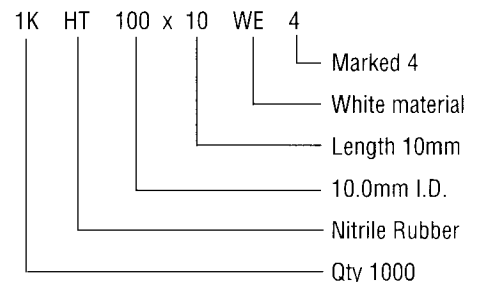 1K HT 100 x 10 WE 4
Marked 4
White material
Length 10mm
10.0mm I.D.
Nitrile Rubber
Qty 1000